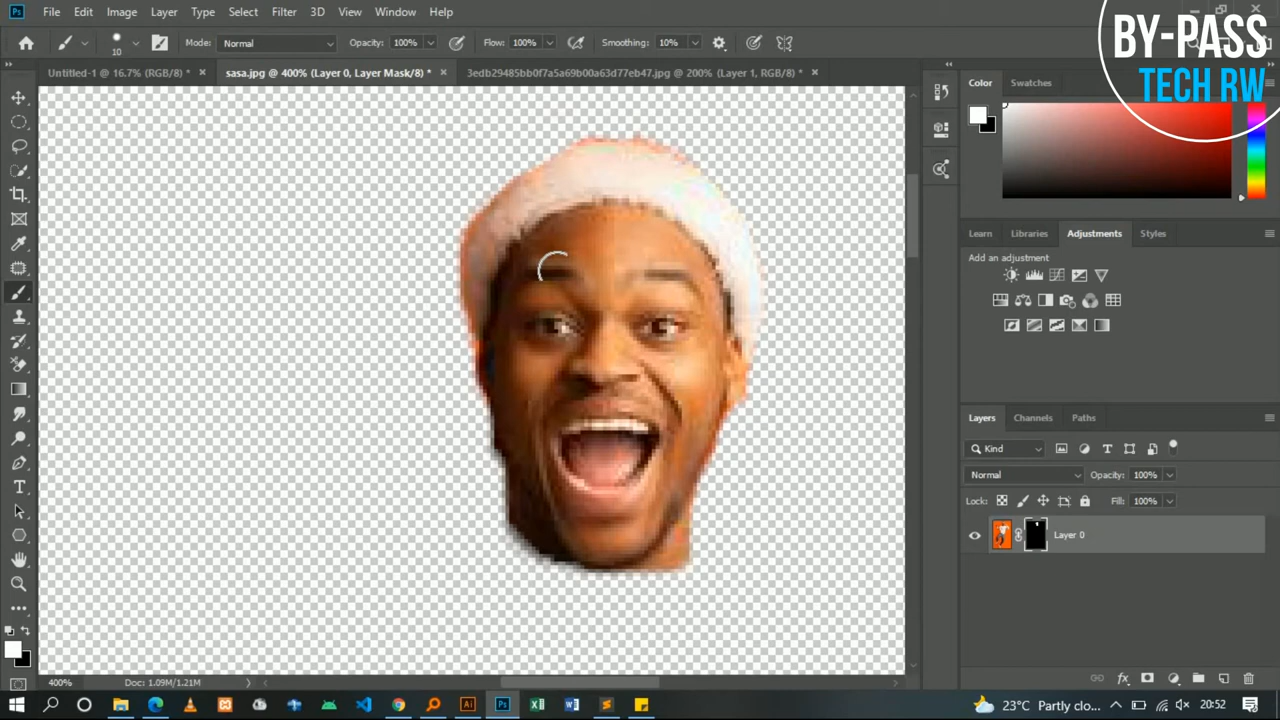 File Edit Image Layer Type Select Filter 3D View Window Help
BY-PASS
TECH RW
10 Mode: Normal Opacity: 100% Flow: 100% Smoothing: 10%
Untitled-1 @ 16.7% (RGB/8) * sasa.jpg @ 400% (Layer 0, Layer Mask/8) * 3edb29485bb0f7a5a69b00a63d77eb47.jpg @ 200% (Layer 1, RGB/8) *
Color Swatches
Learn Libraries Adjustments Styles
Add an adjustment
Layers Channels Paths
Kind
Normal Opacity: 100%
Lock: Fill: 100%
Layer 0
400% Doc: 1.09M/1.21M
23°C Partly clo... 20:52